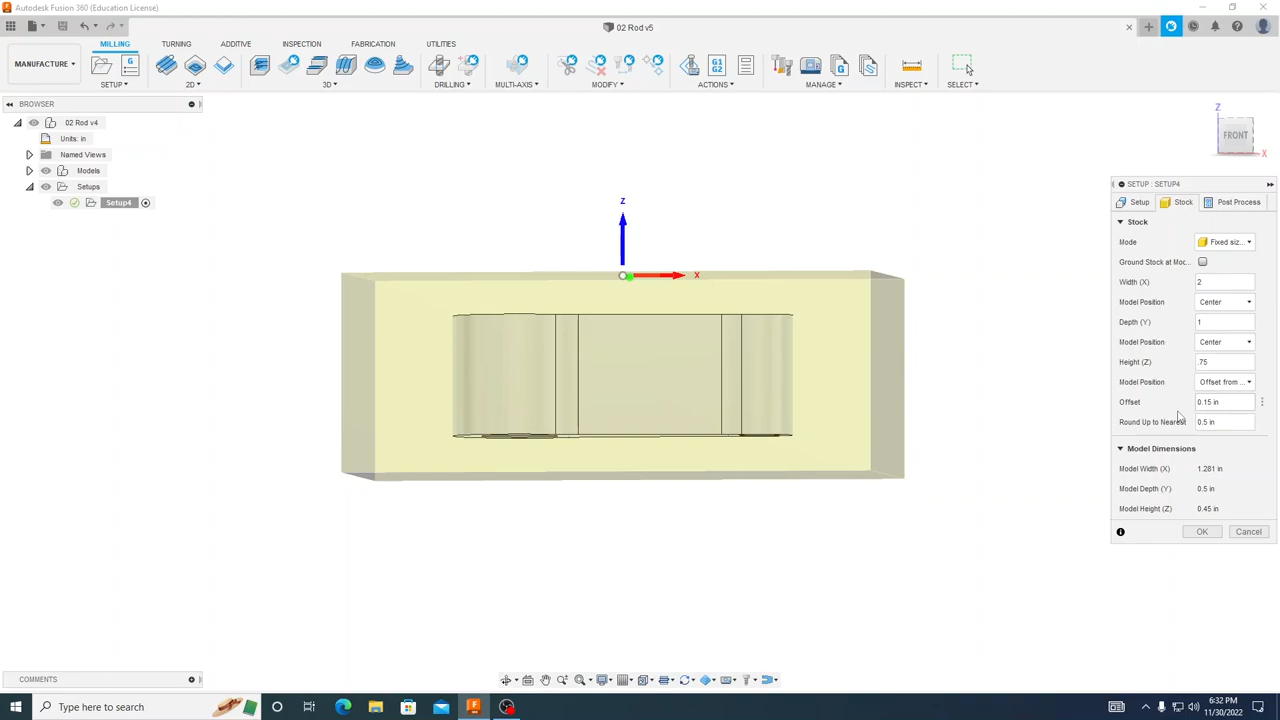 Autodesk Fusion 360 (Education License)
02 Rod v5
MANUFACTURE
MILLING TURNING ADDITIVE INSPECTION FABRICATION UTILITIES
G1
G2
SETUP 2D 3D DRILLING MULTI-AXIS MODIFY ACTIONS MANAGE INSPECT SELECT
BROWSER
02 Rod v4
Units: in
Named Views
Models
Setups
Setup4
Z
FRONT
X
Z
X
SETUP : SETUP4
Setup Stock Post Process
Stock
Mode Fixed siz...
Ground Stock at Moc...
Width (X) 2
Model Position Center
Depth (Y) 1
Model Position Center
Height (Z) .75
Model Position Offset from ...
Offset 0.15 in
Round Up to Nearest 0.5 in
Model Dimensions
Model Width (X) 1.281 in
Model Depth (Y) 0.5 in
Model Height (Z) 0.45 in
OK Cancel
COMMENTS
Type here to search
6:32 PM
11/30/2022